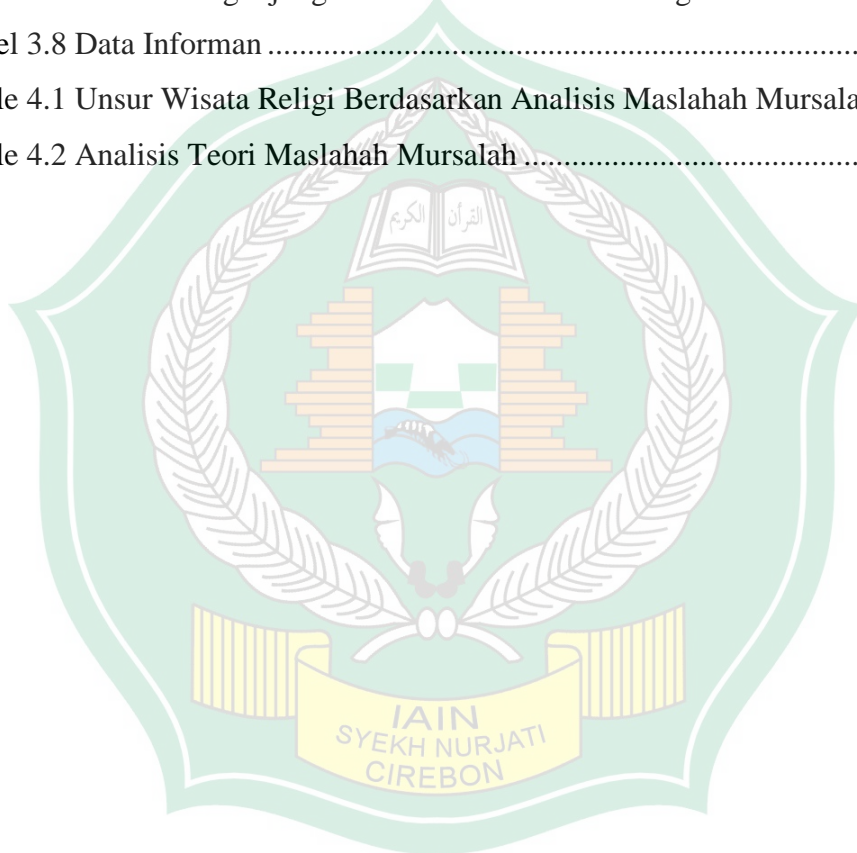 el 3.8 Data Informan ..............................................................
le 4.1 Unsur Wisata Religi Berdasarkan Analisis Maslahah Mursala
le 4.2 Analisis Teori Maslahah Mursalah ...................................
القرآن الكريم
IAIN
SYEKH NURJATI
CIREBON